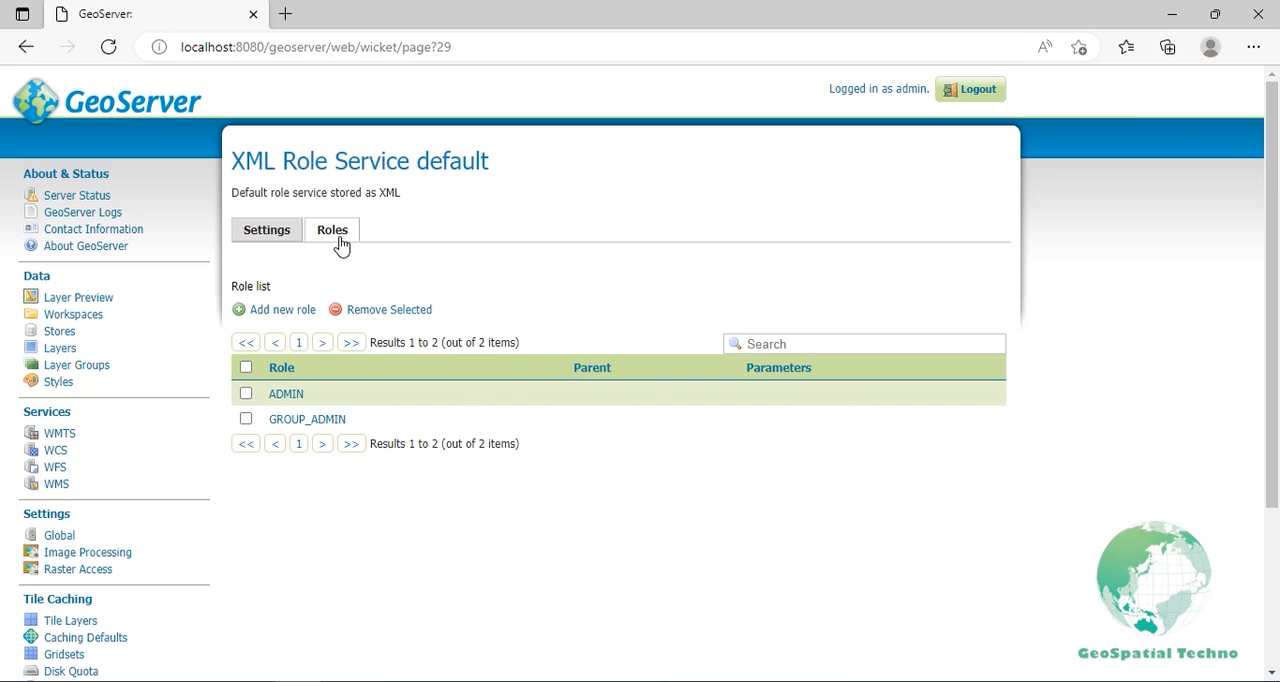 GeoServer:
localhost:8080/geoserver/web/wicket/page?29
GeoServer
Logged in as admin.
Logout
About & Status
Server Status
GeoServer Logs
Contact Information
About GeoServer
Data
Layer Preview
Workspaces
Stores
Layers
Layer Groups
Styles
Services
WMTS
WCS
WFS
WMS
Settings
Global
Image Processing
Raster Access
Tile Caching
Tile Layers
Caching Defaults
Gridsets
Disk Quota
XML Role Service default
Default role service stored as XML
Settings Roles
Role list
Add new role Remove Selected
<< < 1 > >> Results 1 to 2 (out of 2 items) Search
Role Parent Parameters
ADMIN
GROUP_ADMIN
<< < 1 > >> Results 1 to 2 (out of 2 items)
GeoSpatial Techno